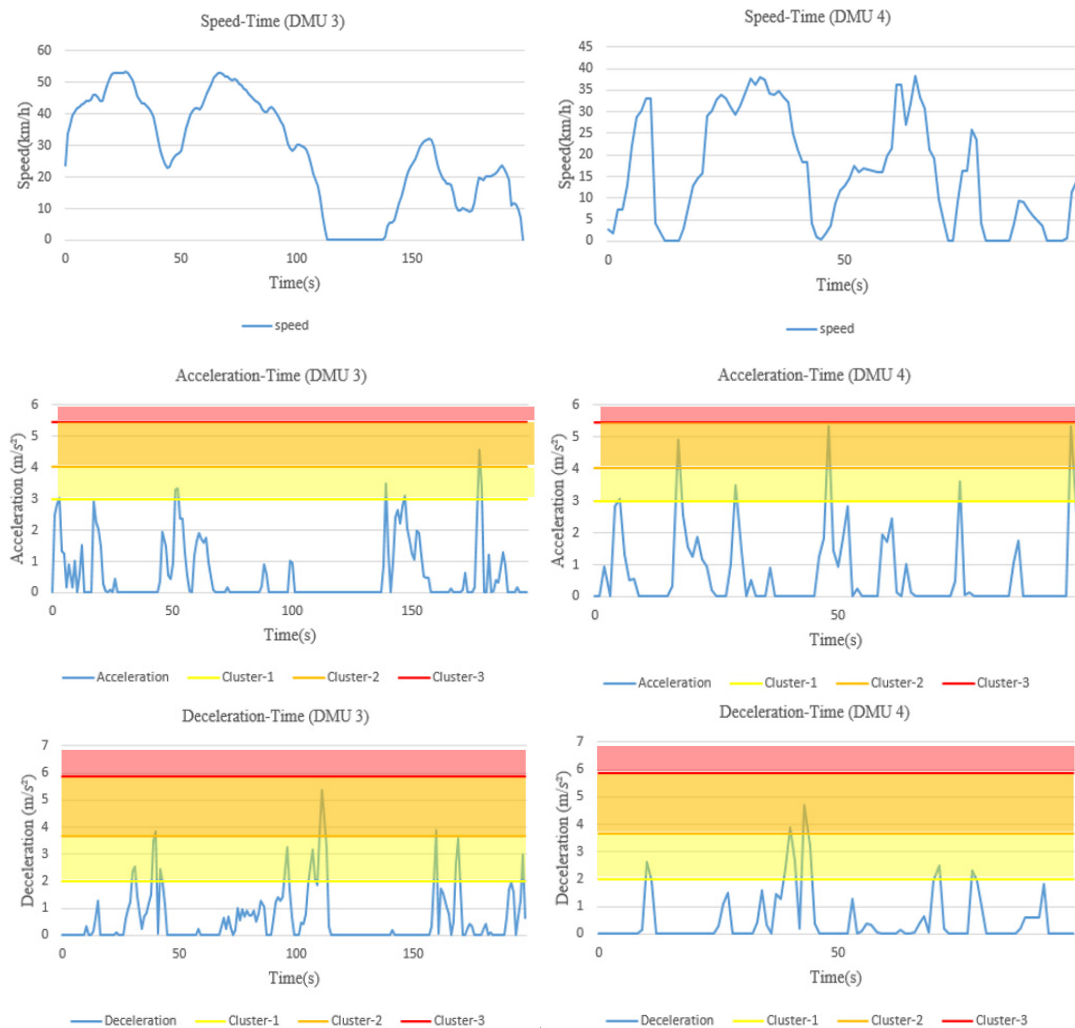 Speed-Time (DMU 3)
60
50
40
30
20
10
0
Speed(km/h)
0 50 100 150
Time(s)
speed
Speed-Time (DMU 4)
45
40
35
30
25
20
15
10
5
0
Speed(km/h)
0 50
Time(s)
speed
Acceleration-Time (DMU 3)
6
5
4
3
2
1
0
Acceleration (m/s²)
0 50 100 150
Time(s)
Acceleration Cluster-1 Cluster-2 Cluster-3
Acceleration-Time (DMU 4)
6
5
4
3
2
1
0
Acceleration (m/s²)
0 50
Time(s)
Acceleration Cluster-1 Cluster-2 Cluster-3
Deceleration-Time (DMU 3)
7
6
5
4
3
2
1
0
Deceleration (m/s²)
0 50 100 150
Time(s)
Deceleration Cluster-1 Cluster-2 Cluster-3
Deceleration-Time (DMU 4)
7
6
5
4
3
2
1
0
Deceleration (m/s²)
0 50
Time(s)
Deceleration Cluster-1 Cluster-2 Cluster-3